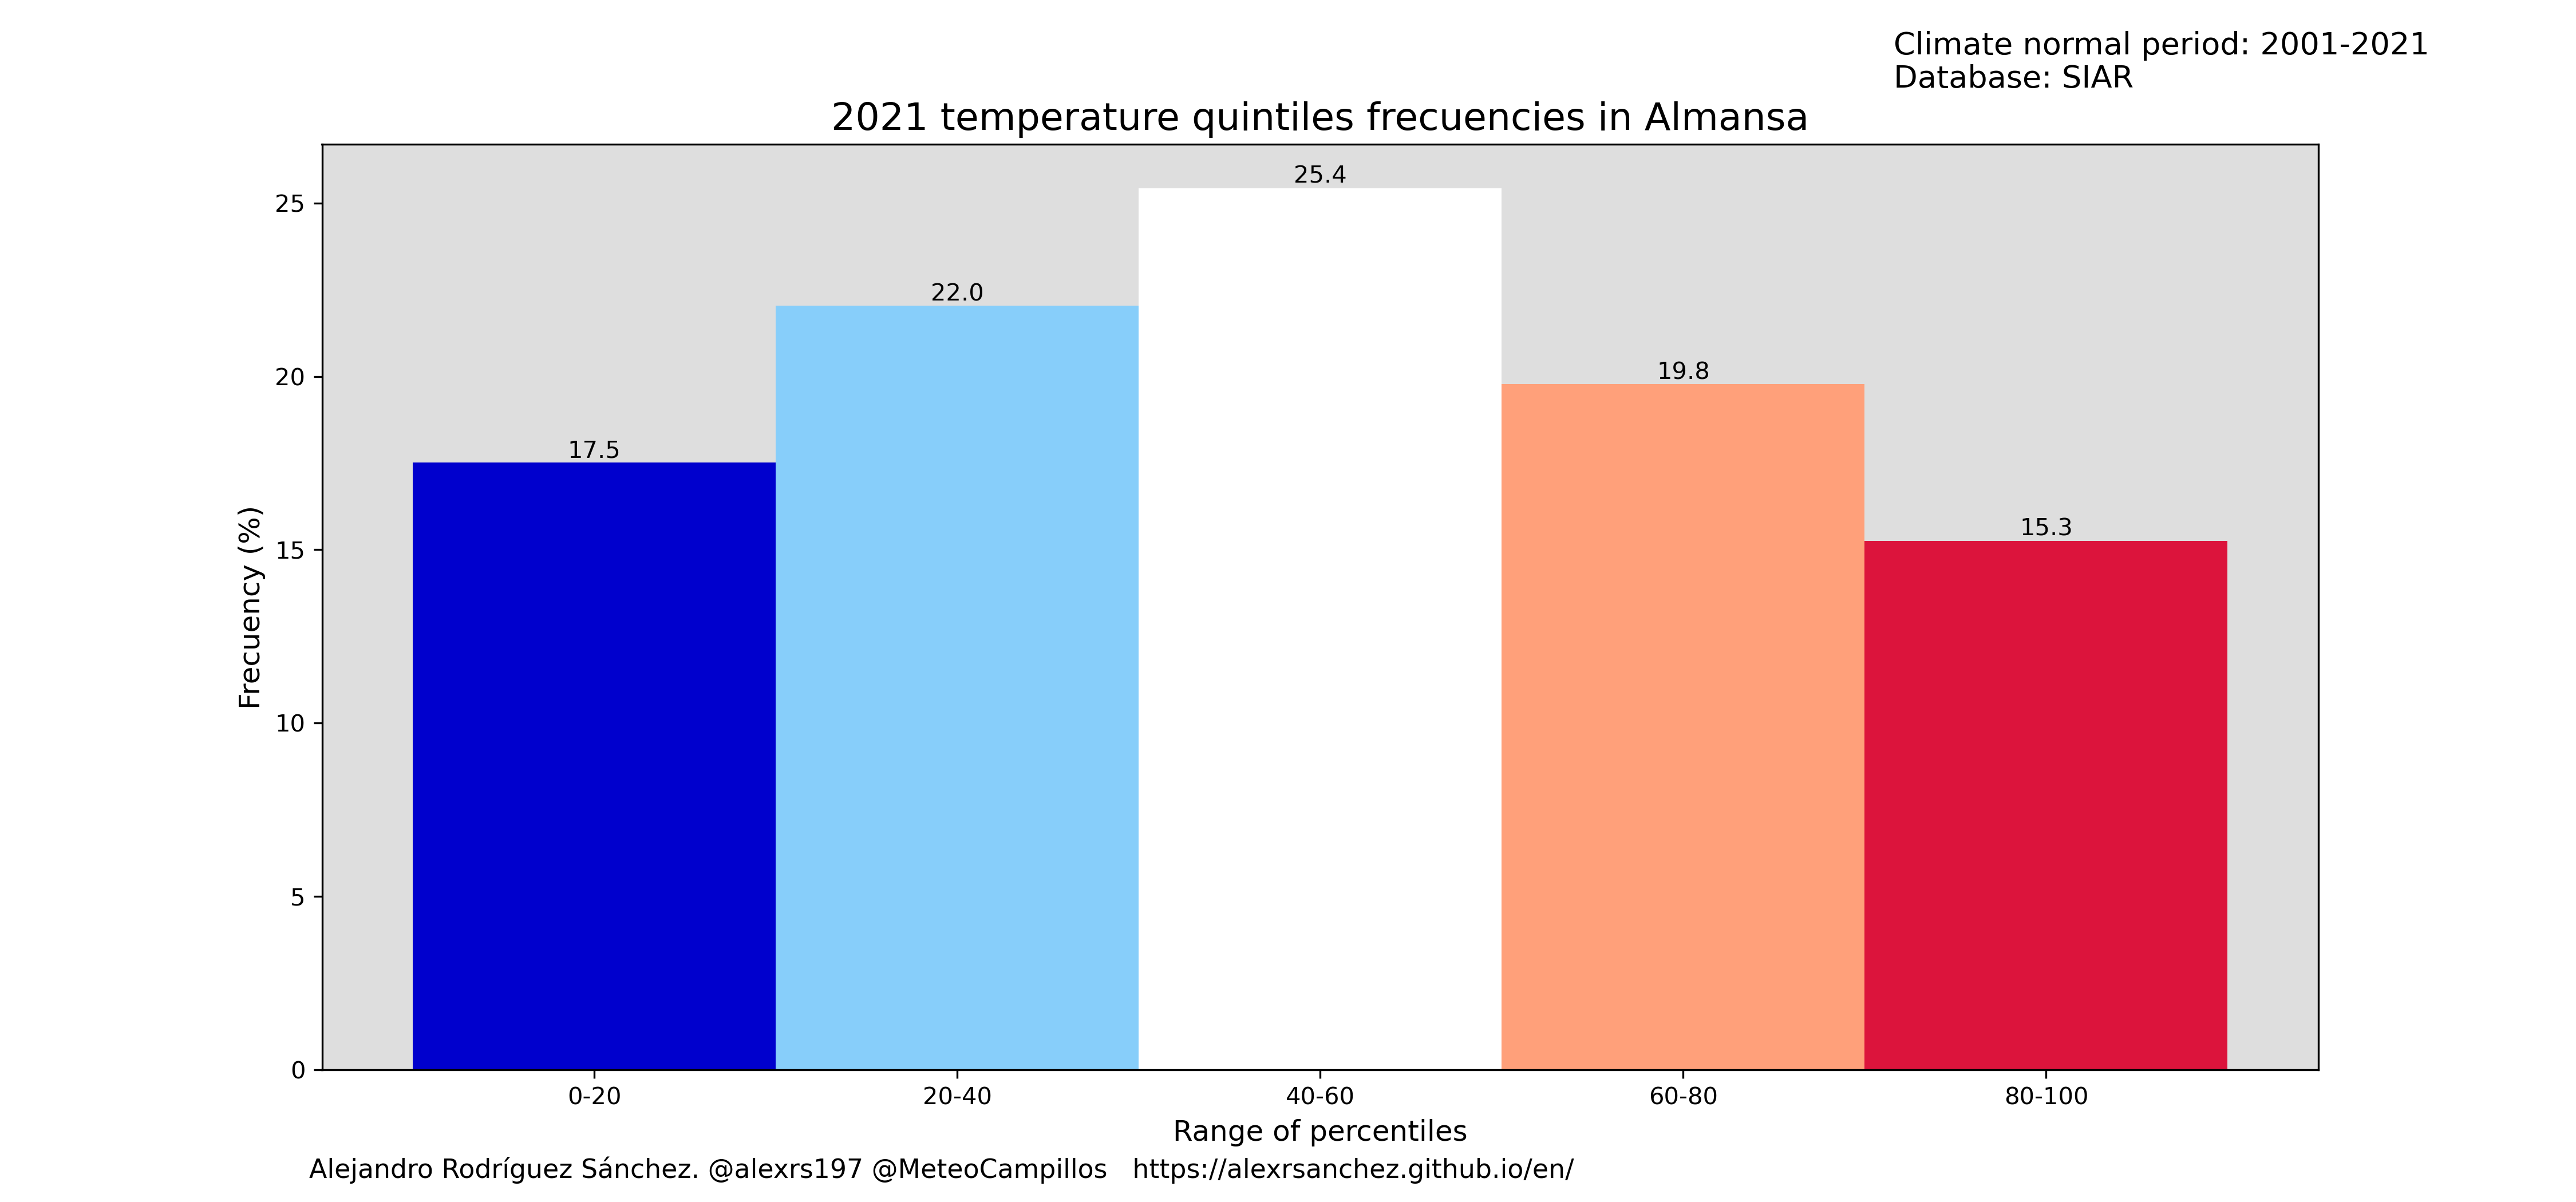 Climate normal period: 2001-2021
Database: SIAR
2021 temperature quintiles frecuencies in Almansa
25.4
25
22.0
20
19.8
17.5
15.3
15
Frecuency (%)
10
5
0
0-20 20-40 40-60 60-80 80-100
Range of percentiles
Alejandro Rodríguez Sánchez. @alexrs197 @MeteoCampillos https://alexrsanchez.github.io/en/